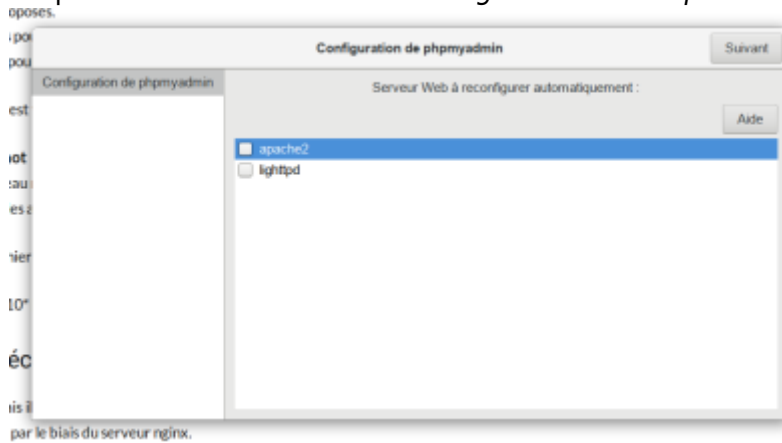 oposes.
Configuration de phpmyadmin
Suivant
Configuration de phpmyadmin
Serveur Web à reconfigurer automatiquement :
est
Aide
apache2
lighttpd
par le biais du serveur nginx.